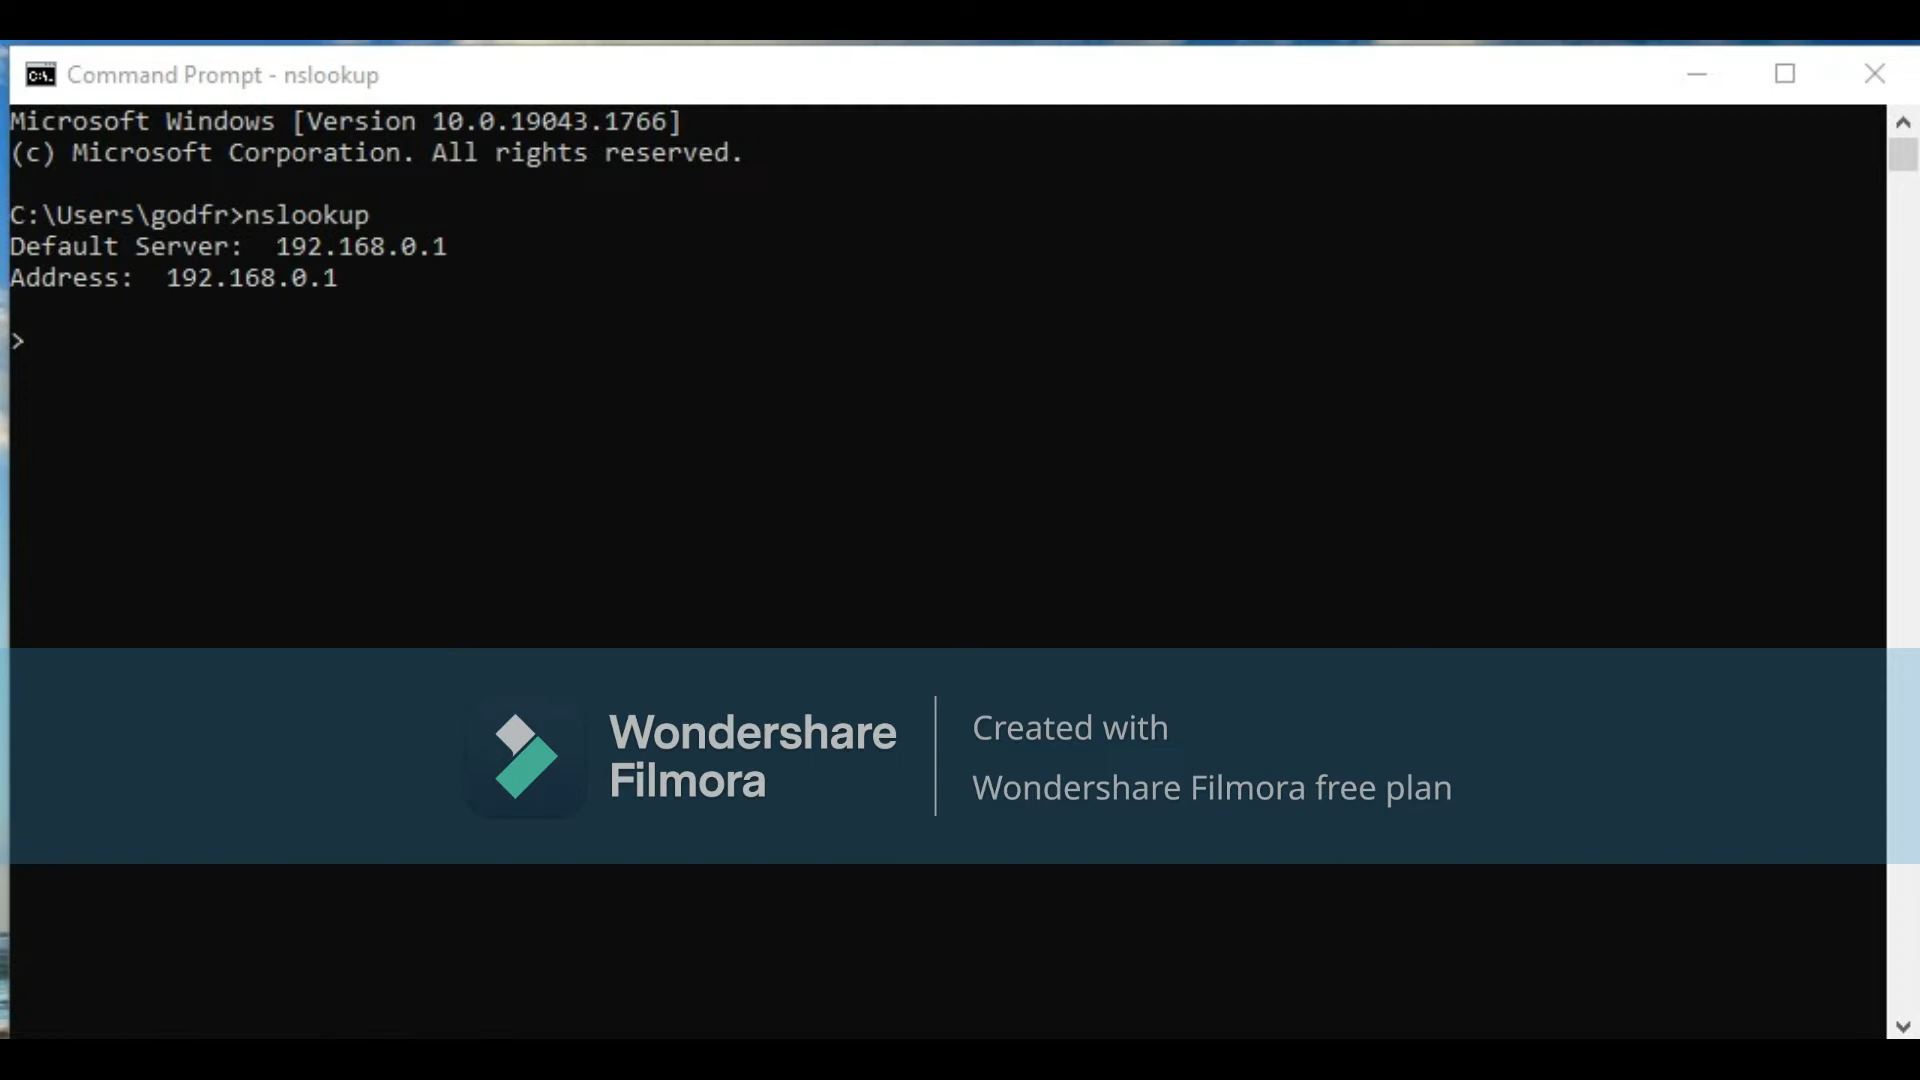 Command Prompt - nslookup
Microsoft Windows [Version 10.0.19043.1766]
(c) Microsoft Corporation. All rights reserved.
C:\Users\godfr>nslookup
Default Server:  192.168.0.1
Address:  192.168.0.1
>
Wondershare
Filmora
Created with
Wondershare Filmora free plan